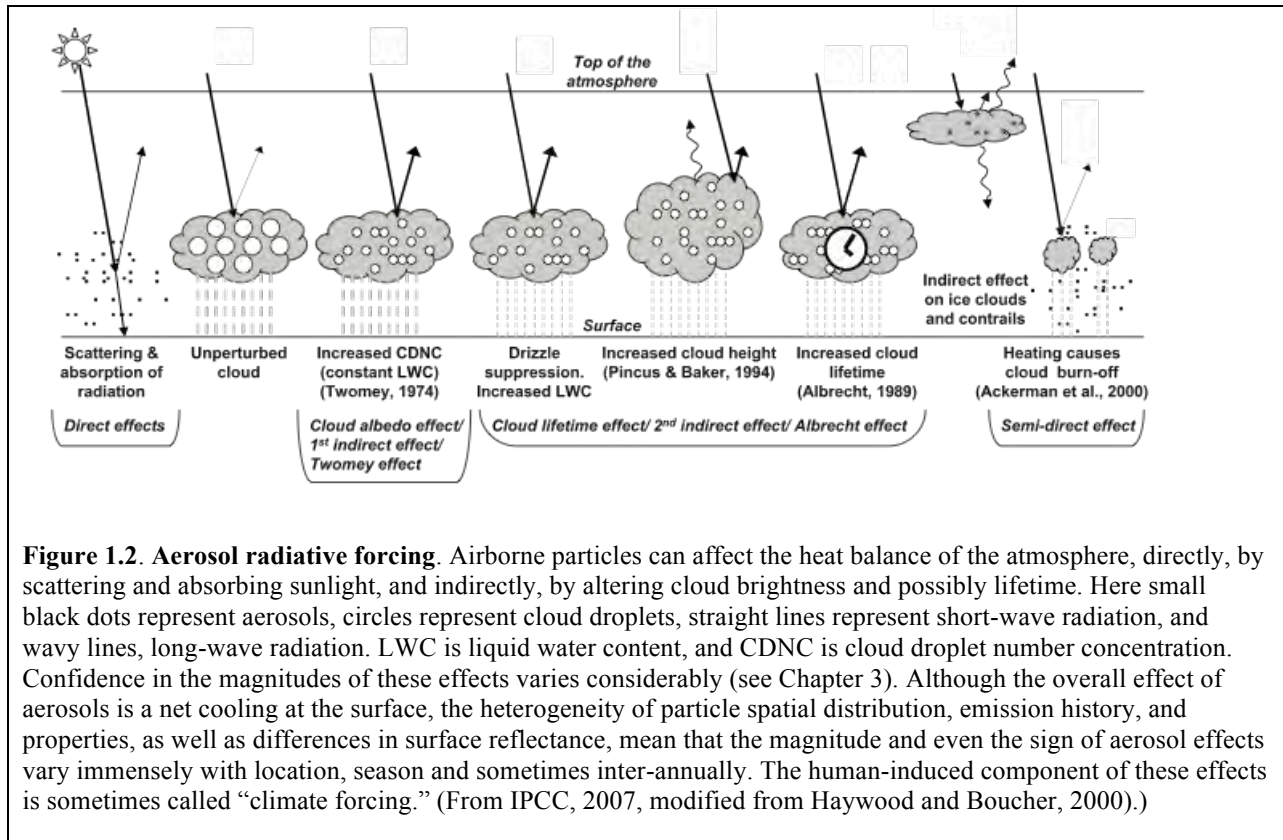 Top of the
atmosphere
Surface
Indirect effect
on ice clouds
and contrails
Scattering &
absorption of
radiation
Unperturbed
cloud
Increased CDNC
(constant LWC)
(Twomey, 1974)
Drizzle
suppression.
Increased LWC
Increased cloud height
(Pincus & Baker, 1994)
Increased cloud
lifetime
(Albrecht, 1989)
Heating causes
cloud burn-off
(Ackerman et al., 2000)
Direct effects
Cloud albedo effect/
1st indirect effect/
Twomey effect
Cloud lifetime effect/ 2nd indirect effect/ Albrecht effect
Semi-direct effect
Figure 1.2. Aerosol radiative forcing. Airborne particles can affect the heat balance of the atmosphere, directly, by
scattering and absorbing sunlight, and indirectly, by altering cloud brightness and possibly lifetime. Here small
black dots represent aerosols, circles represent cloud droplets, straight lines represent short-wave radiation, and
wavy lines, long-wave radiation. LWC is liquid water content, and CDNC is cloud droplet number concentration.
Confidence in the magnitudes of these effects varies considerably (see Chapter 3). Although the overall effect of
aerosols is a net cooling at the surface, the heterogeneity of particle spatial distribution, emission history, and
properties, as well as differences in surface reflectance, mean that the magnitude and even the sign of aerosol effects
vary immensely with location, season and sometimes inter-annually. The human-induced component of these effects
is sometimes called “climate forcing.” (From IPCC, 2007, modified from Haywood and Boucher, 2000).)